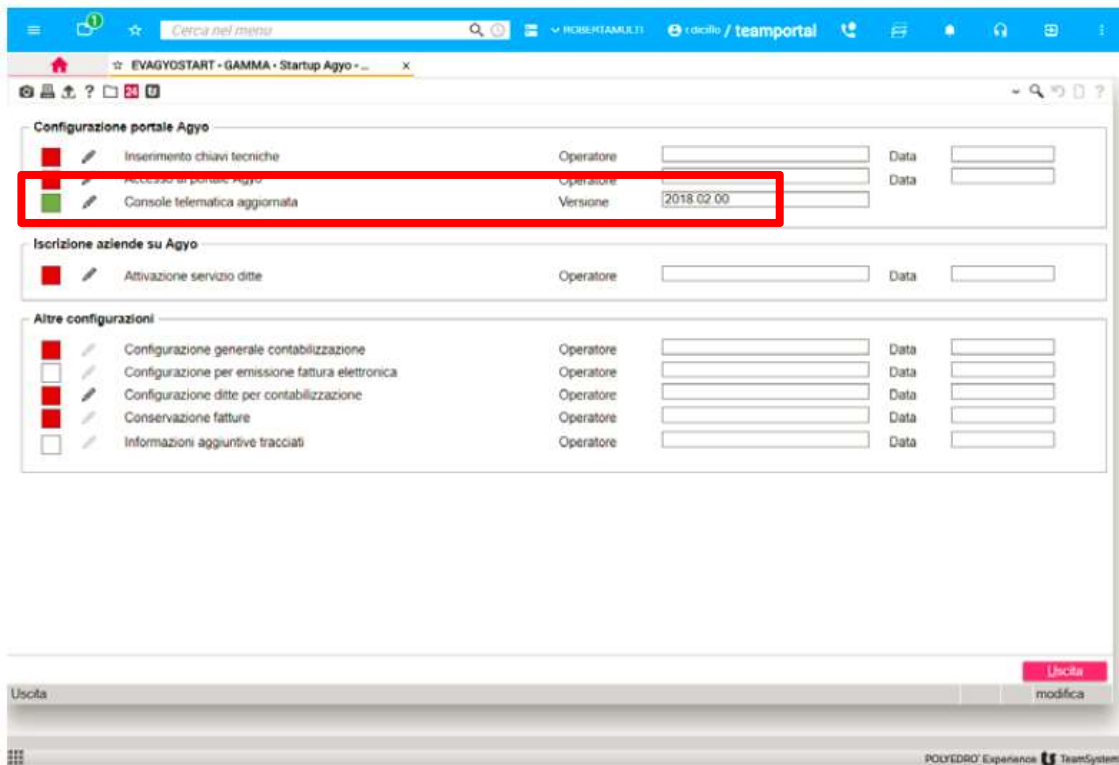 1
Cerca nel menu
ROBERTAMULTI
r.dicillo / teamportal
EVAGYOSTART - GAMMA - Startup Agyo - ...
x
? 24
?
Configurazione portale Agyo
Inserimento chiavi tecniche Operatore Data
Accesso al portale Agyo Operatore Data
Console telematica aggiornata Versione 2018.02.00
Iscrizione aziende su Agyo
Attivazione servizio ditte Operatore Data
Altre configurazioni
Configurazione generale contabilizzazione Operatore Data
Configurazione per emissione fattura elettronica Operatore Data
Configurazione ditte per contabilizzazione Operatore Data
Conservazione fatture Operatore Data
Informazioni aggiuntive tracciati Operatore Data
Uscita
Uscita modifica
POLYEDRO' Experience TeamSystem